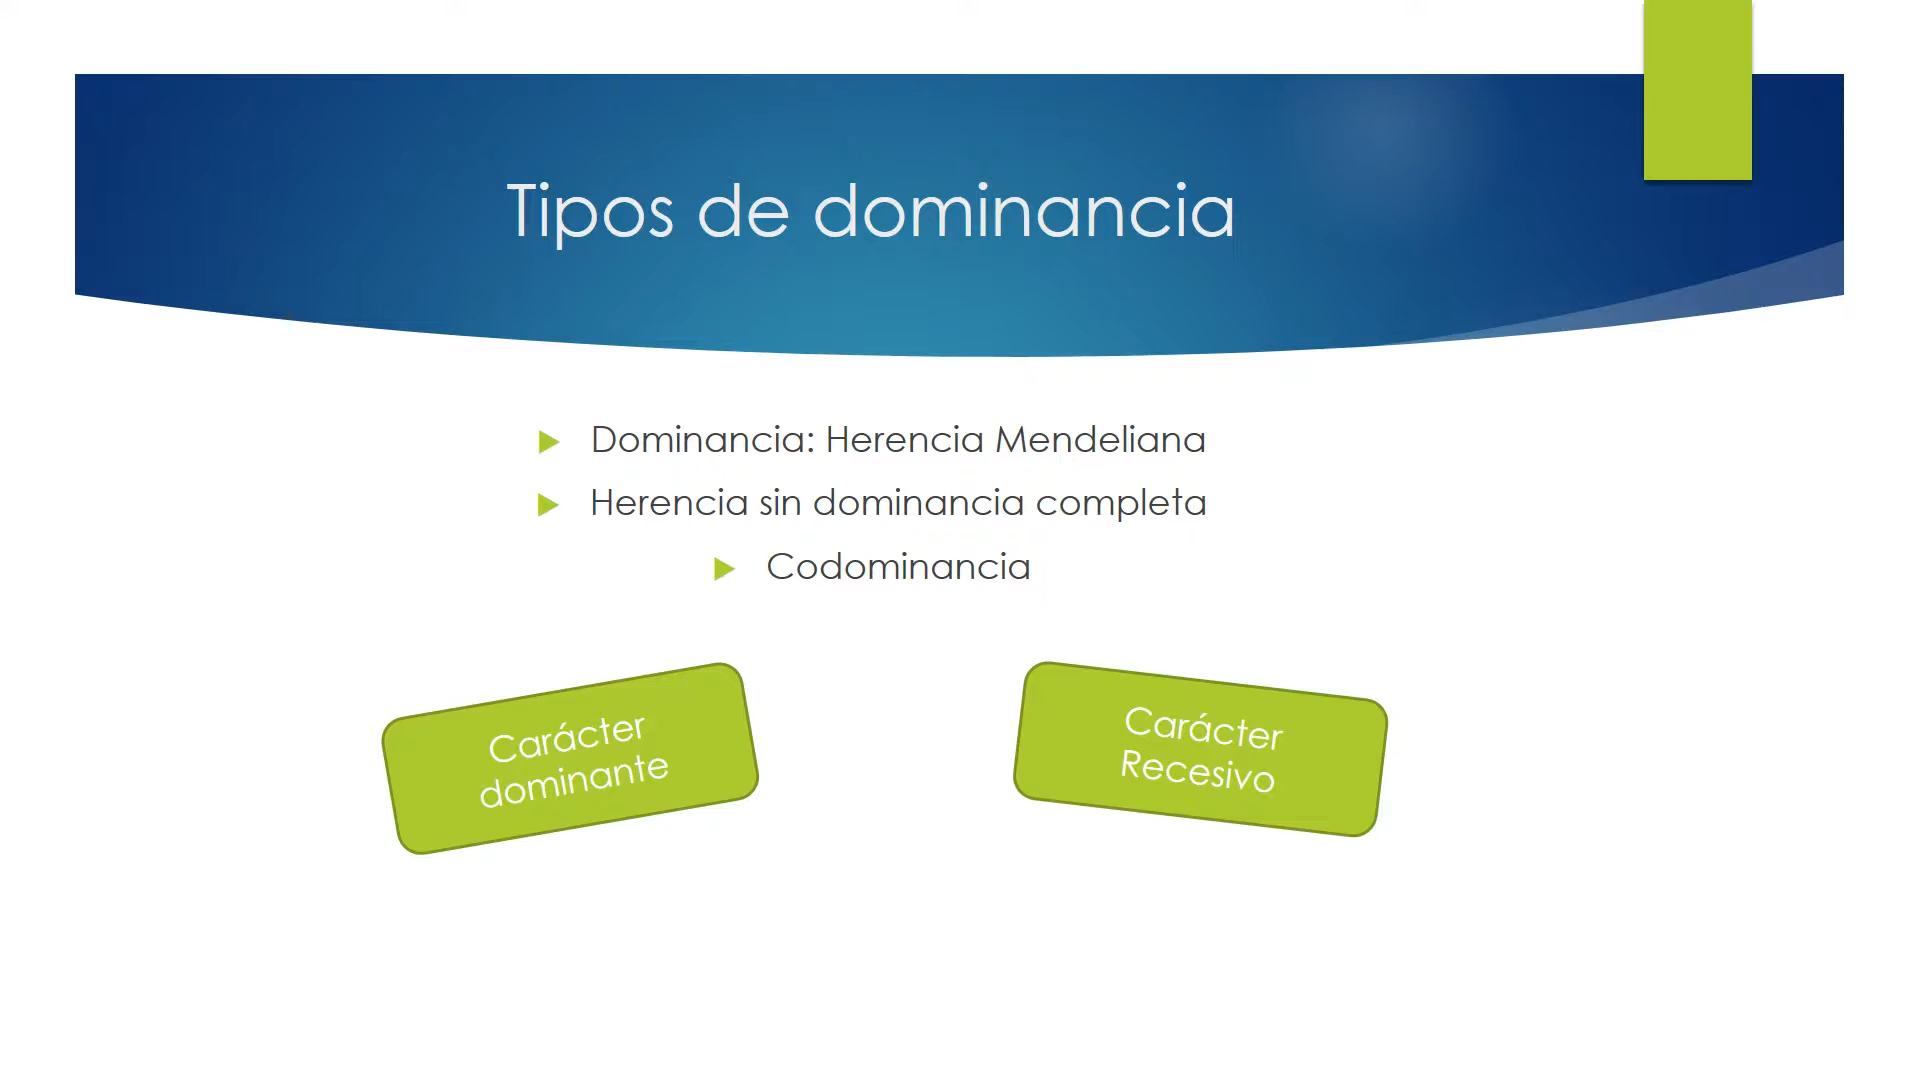 Tipos de dominancia
Dominancia: Herencia Mendeliana
Herencia sin dominancia completa
Codominancia
Carácter
dominante
Carácter
Recesivo